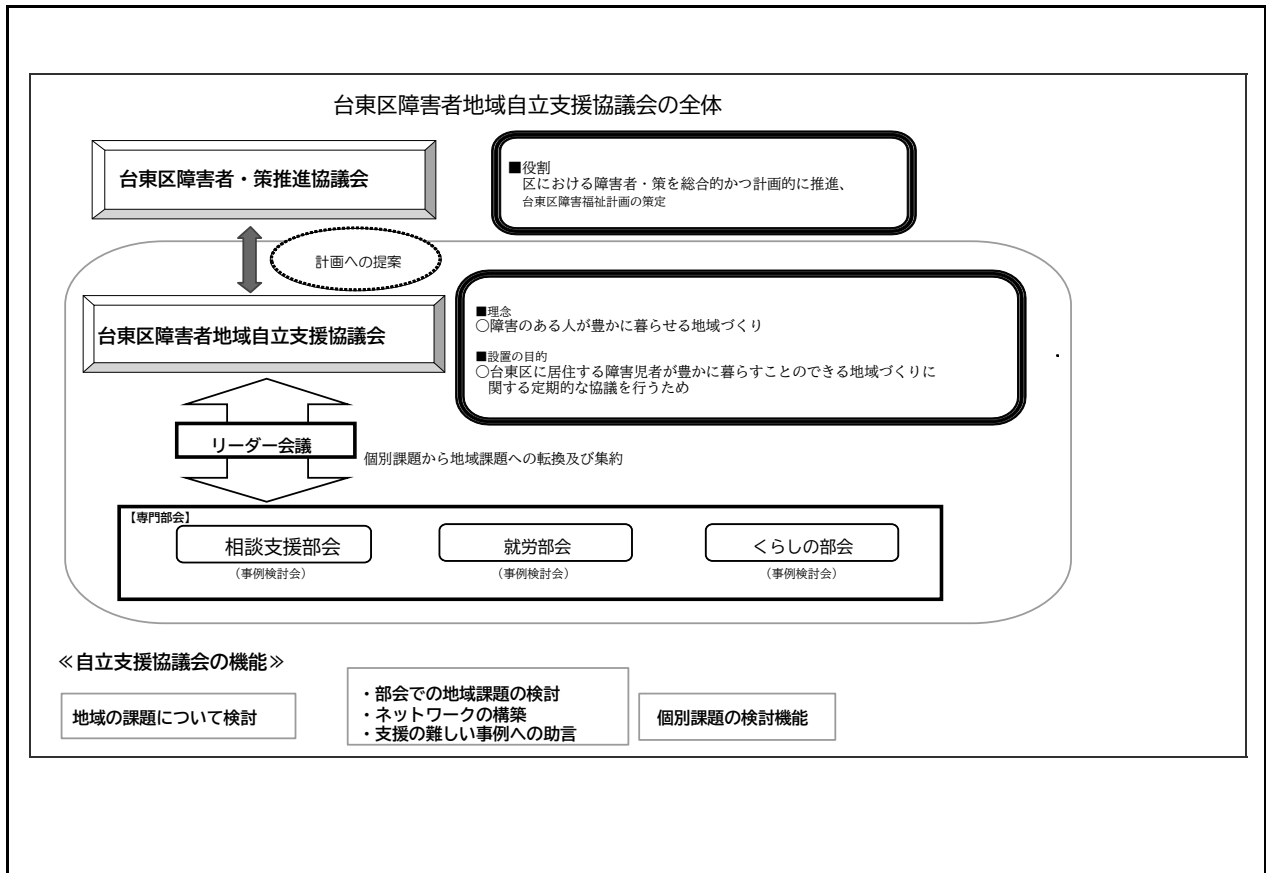 台東区障害者地域自立支援協議会の全体
台東区障害者・策推進協議会
■役割
区における障害者・策を総合的かつ計画的に推進、
台東区障害福祉計画の策定
計画への提案
台東区障害者地域自立支援協議会
■理念
○障害のある人が豊かに暮らせる地域づくり
■設置の目的
○台東区に居住する障害児者が豊かに暮らすことのできる地域づくりに
関する定期的な協議を行うため
リーダー会議
個別課題から地域課題への転換及び集約
【専門部会】
相談支援部会
(事例検討会)
就労部会
(事例検討会)
くらしの部会
(事例検討会)
≪自立支援協議会の機能≫
地域の課題について検討
・部会での地域課題の検討
・ネットワークの構築
・支援の難しい事例への助言
個別課題の検討機能